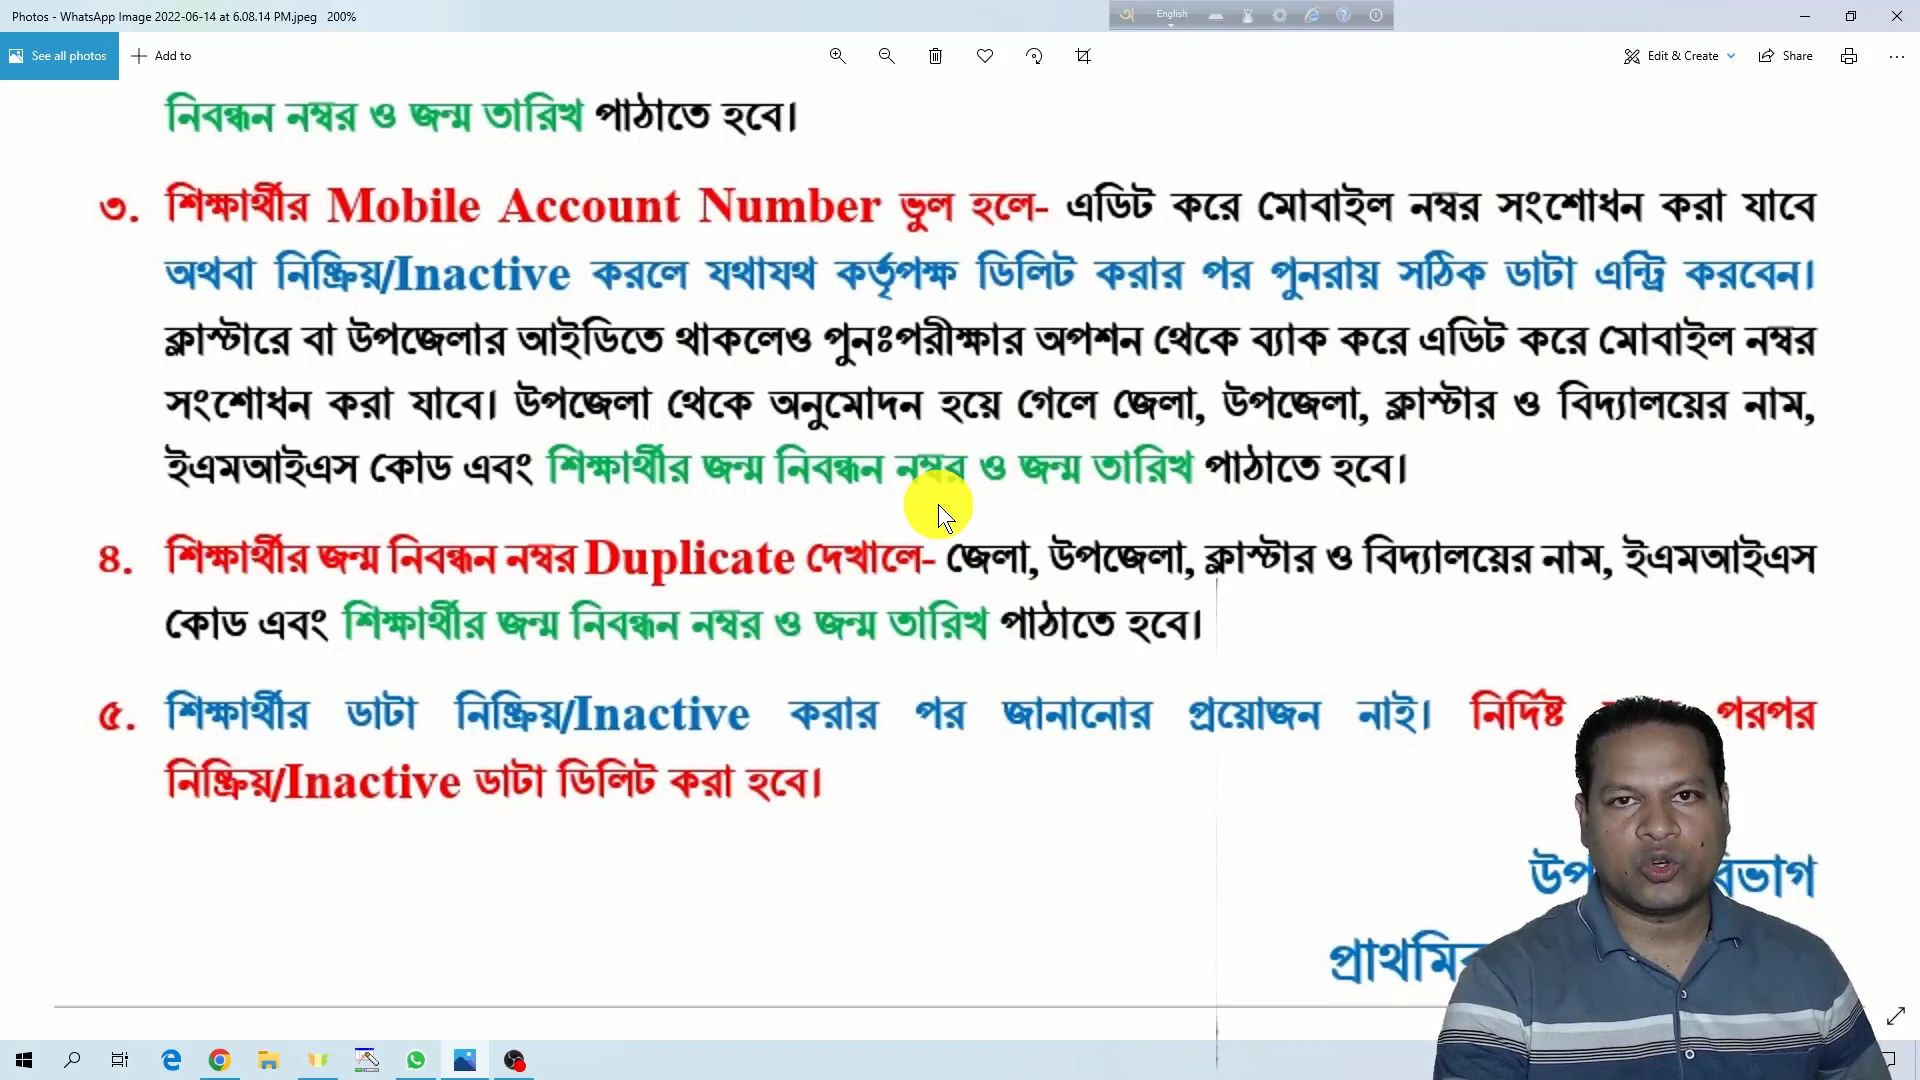 Photos - WhatsApp Image 2022-06-14 at 6.08.14 PM.jpeg 200%
অ English
See all photos
Add to
Edit & Create
Share
নিবন্ধন নম্বর ও জন্ম তারিখ পাঠাতে হবে।
৩. শিক্ষার্থীর Mobile Account Number ভুল হলে- এডিট করে মোবাইল নম্বর সংশোধন করা যাবে
অথবা নিষ্ক্রিয়/Inactive করলে যথাযথ কর্তৃপক্ষ ডিলিট করার পর পুনরায় সঠিক ডাটা এন্ট্রি করবেন।
ক্লাস্টারে বা উপজেলার আইডিতে থাকলেও পুনঃপরীক্ষার অপশন থেকে ব্যাক করে এডিট করে মোবাইল নম্বর
সংশোধন করা যাবে। উপজেলা থেকে অনুমোদন হয়ে গেলে জেলা, উপজেলা, ক্লাস্টার ও বিদ্যালয়ের নাম,
ইএমআইএস কোড এবং শিক্ষার্থীর জন্ম নিবন্ধন নম্বর ও জন্ম তারিখ পাঠাতে হবে।
৪. শিক্ষার্থীর জন্ম নিবন্ধন নম্বর Duplicate দেখালে- জেলা, উপজেলা, ক্লাস্টার ও বিদ্যালয়ের নাম, ইএমআইএস
কোড এবং শিক্ষার্থীর জন্ম নিবন্ধন নম্বর ও জন্ম তারিখ পাঠাতে হবে।
৫. শিক্ষার্থীর ডাটা নিষ্ক্রিয়/Inactive করার পর জানানোর প্রয়োজন নাই। নির্দিষ্ট পরপর
নিষ্ক্রিয়/Inactive ডাটা ডিলিট করা হবে।